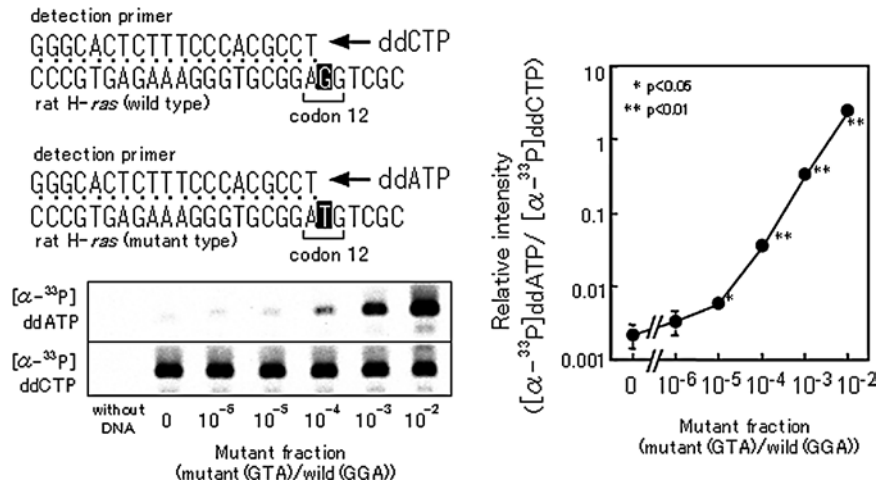 detection primer
GGGCACTCTTTCCCACGCCT ← ddCTP
CCCGTGAGAAAGGGTGCGGAGGTCGC
rat H-ras (wild type)
codon 12
detection primer
GGGCACTCTTTCCCACGCCT ← ddATP
CCCGTGAGAAAGGGTGCGGATGTCGC
rat H-ras (mutant type)
codon 12
[α-³³P]
ddATP
[α-³³P]
ddCTP
without
DNA
0 10⁻⁶ 10⁻⁵ 10⁻⁴ 10⁻³ 10⁻²
Mutant fraction
(mutant (GTA)/wild (GGA))
Relative intensity
([α-³³P]ddATP/ [α-³³P]ddCTP)
10
1
0.1
0.01
0.001
* p<0.05
** p<0.01
*
**
**
**
0 10⁻⁶ 10⁻⁵ 10⁻⁴ 10⁻³ 10⁻²
Mutant fraction
(mutant (GTA)/wild (GGA))